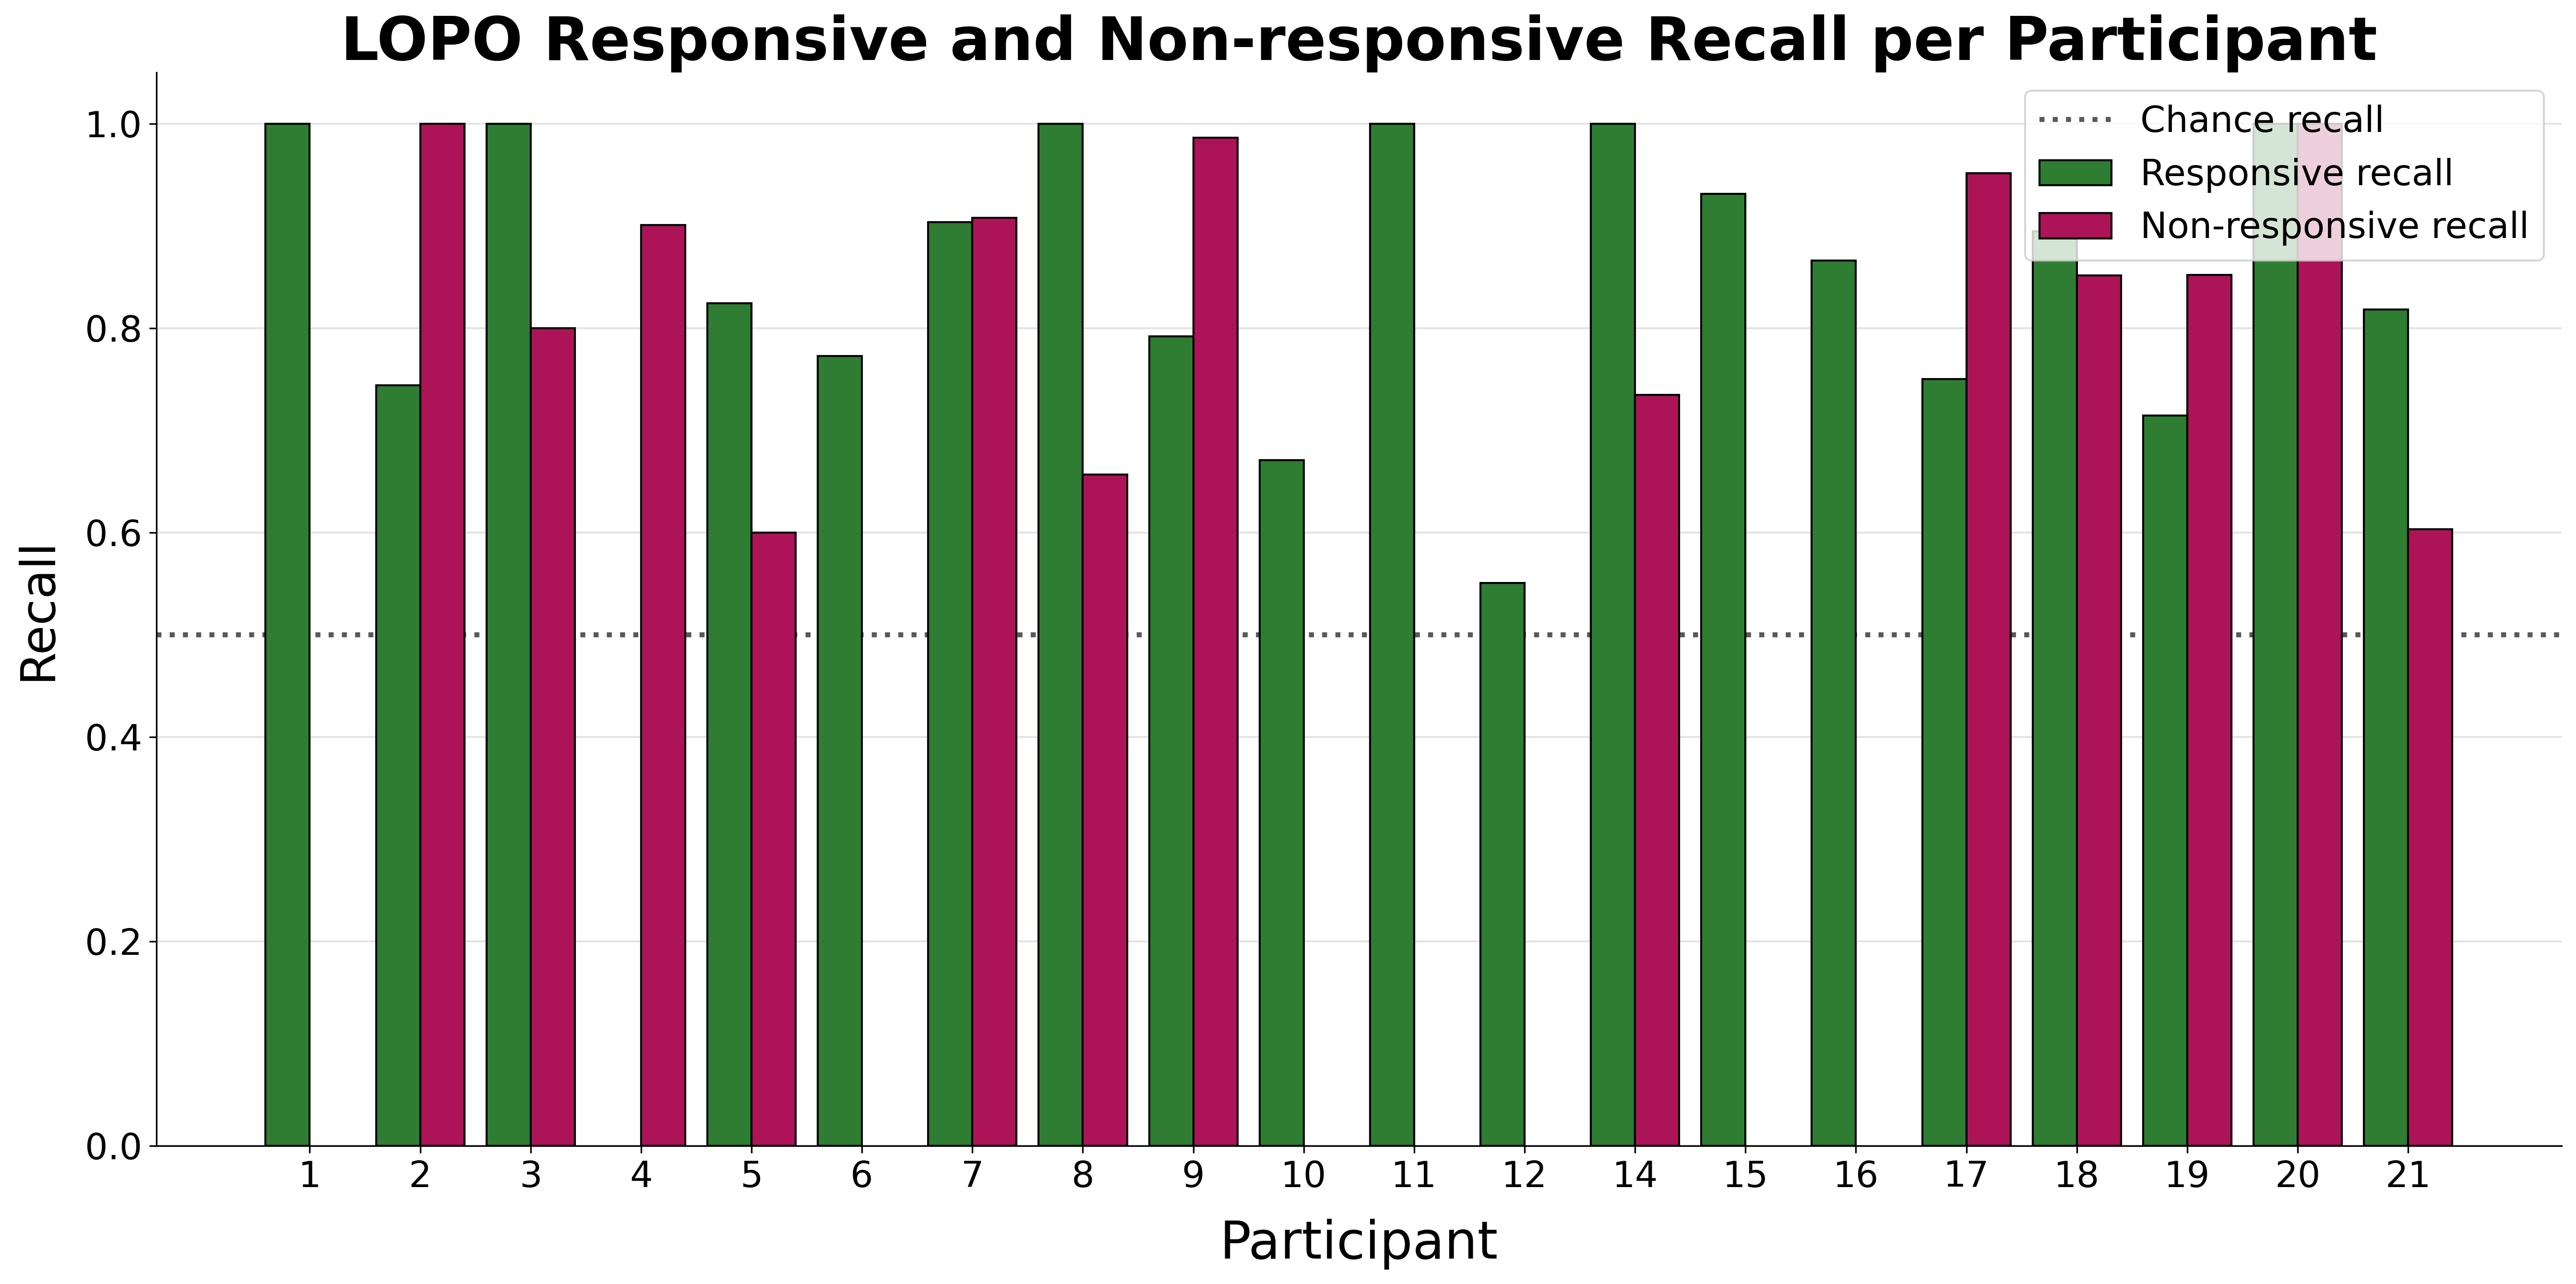 LOPO Responsive and Non-responsive Recall per Participant
Chance recall
Responsive recall
Non-responsive recall
Recall
1.0
0.8
0.6
0.4
0.2
0.0
1 2 3 4 5 6 7 8 9 10 11 12 14 15 16 17 18 19 20 21
Participant